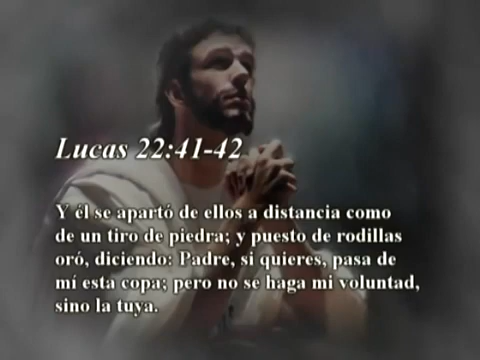 Lucas 22:41-42
Y él se apartó de ellos a distancia como
de un tiro de piedra; y puesto de rodillas
oró, diciendo: Padre, si quieres, pasa de
mí esta copa; pero no se haga mi voluntad,
sino la tuya.